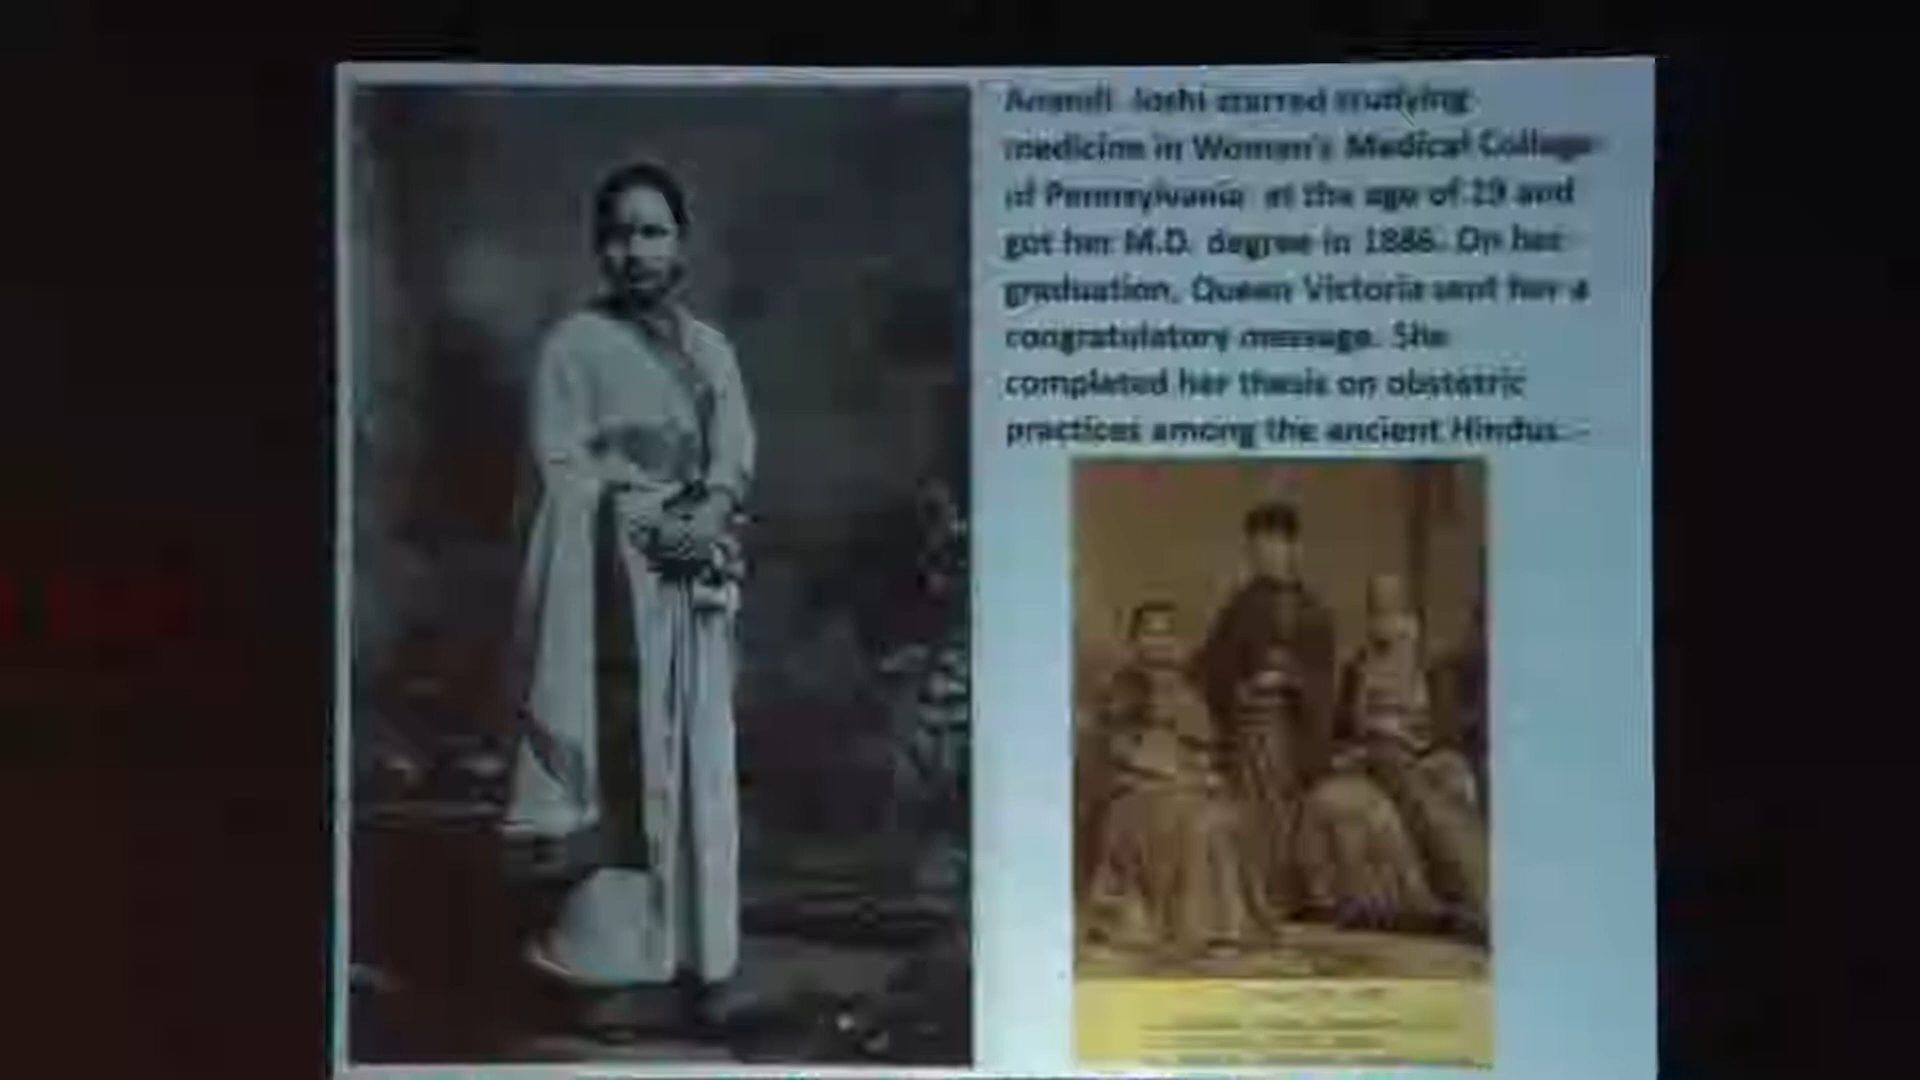 Anandi Joshi started studying
medicine in Women's Medical College
of Pennsylvania at the age of 19 and
got her M.D. degree in 1886. On her
graduation, Queen Victoria sent her a
congratulatory message. She
completed her thesis on obstetric
practices among the ancient Hindus.